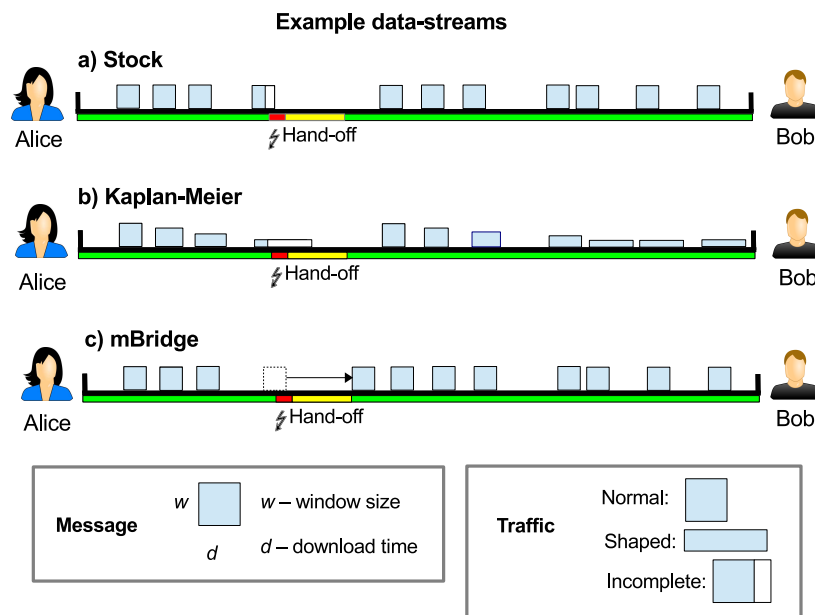 Example data-streams
a) Stock
Alice
Hand-off
Bob
b) Kaplan-Meier
Alice
Hand-off
Bob
c) mBridge
Alice
Hand-off
Bob
Message
w
d
w – window size
d – download time
Traffic
Normal:
Shaped:
Incomplete: